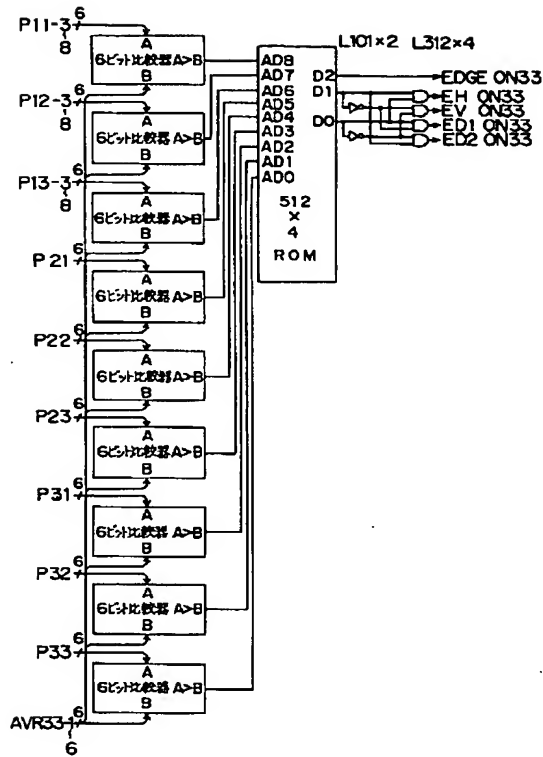 P11-3 6
8
A
6ビット比較器 A>B
B
6
P12-3
8
A
6ビット比較器 A>B
B
6
P13-3
8
A
6ビット比較器 A>B
B
6
P21
A
6ビット比較器 A>B
B
6
P22
A
6ビット比較器 A>B
B
6
P23
A
6ビット比較器 A>B
B
6
P31
A
6ビット比較器 A>B
B
6
P32
A
6ビット比較器 A>B
B
6
P33
A
6ビット比較器 A>B
B
AVR33-1 6
6
AD8
AD7
AD6
AD5
AD4
AD3
AD2
AD1
AD0
D2
D1
D0
512
×
4
ROM
L101×2 L312×4
EDGE ON33
EH ON33
EV ON33
ED1 ON33
ED2 ON33